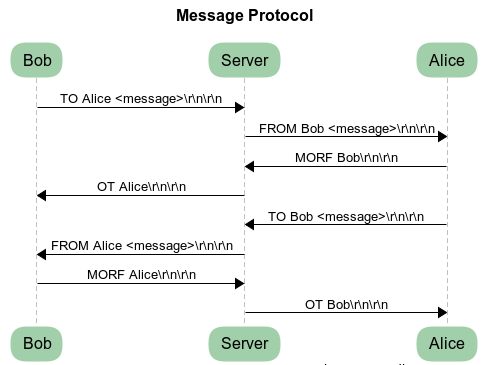 Message Protocol
Bob Server Alice
TO Alice <message>\r\n\r\n
FROM Bob <message>\r\n\r\n
MORF Bob\r\n\r\n
OT Alice\r\n\r\n
TO Bob <message>\r\n\r\n
FROM Alice <message>\r\n\r\n
MORF Alice\r\n\r\n
OT Bob\r\n\r\n
Bob Server Alice